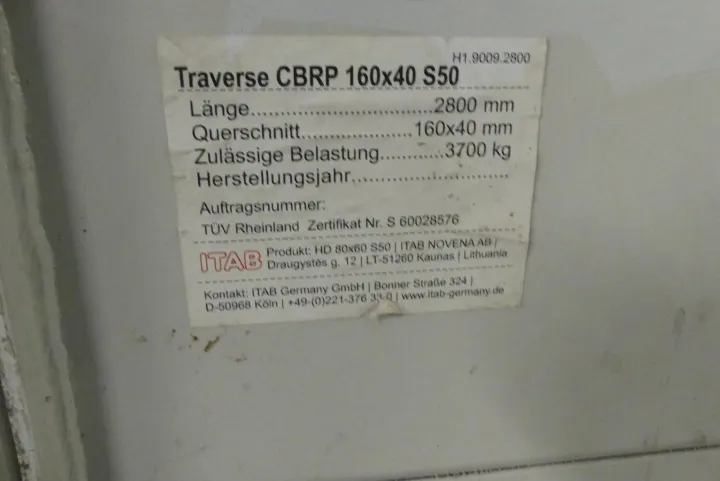 H1.9009.2800
Traverse CBRP 160x40 S50
Länge..................................2800 mm
Querschnitt.....................160x40 mm
Zulässige Belastung............3700 kg
Herstellungsjahr.............................
Auftragsnummer:
TÜV Rheinland Zertifikat Nr. S 60028576
ITAB
Produkt: HD 80x60 S50 | ITAB NOVENA AB |
Draugystės g. 12 | LT-51260 Kaunas | Lithuania
Kontakt: ITAB Germany GmbH | Bonner Straße 324 |
D-50968 Köln | +49-(0)221-376 33-0 | www.itab-germany.de